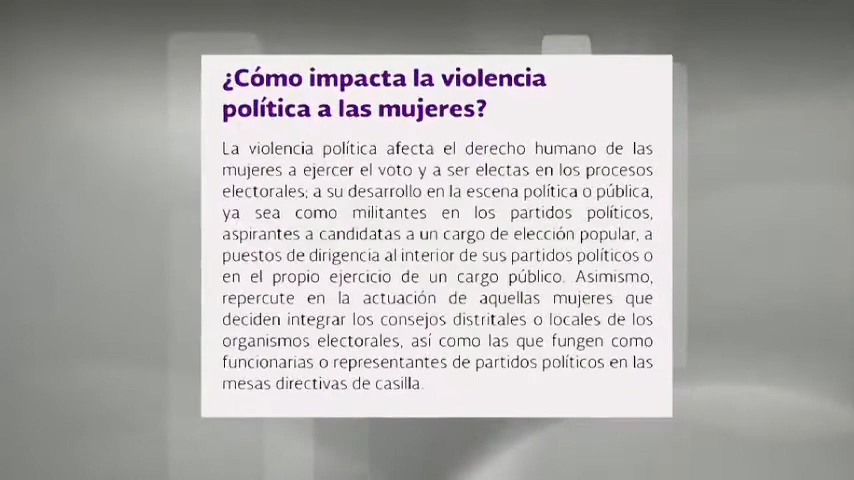 ¿Cómo impacta la violencia
política a las mujeres?
La violencia política afecta el derecho humano de las
mujeres a ejercer el voto y a ser electas en los procesos
electorales; a su desarrollo en la escena política o pública,
ya sea como militantes en los partidos políticos,
aspirantes a candidatas a un cargo de elección popular, a
puestos de dirigencia al interior de sus partidos políticos o
en el propio ejercicio de un cargo público. Asimismo,
repercute en la actuación de aquellas mujeres que
deciden integrar los consejos distritales o locales de los
organismos electorales, así como las que fungen como
funcionarias o representantes de partidos políticos en las
mesas directivas de casilla.